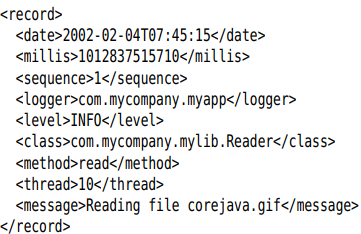 <record>
  <date>2002-02-04T07:45:15</date>
  <millis>1012837515710</millis>
  <sequence>1</sequence>
  <logger>com.mycompany.myapp</logger>
  <level>INFO</level>
  <class>com.mycompany.mylib.Reader</class>
  <method>read</method>
  <thread>10</thread>
  <message>Reading file corejava.gif</message>
</record>